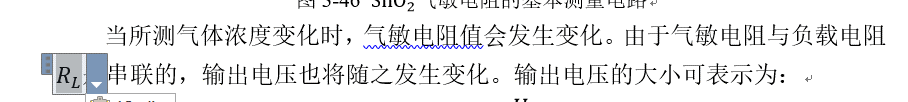 图 3-46 SnO₂ 气敏电阻的基本测量电路
当所测气体浓度变化时，气敏电阻值会发生变化。由于气敏电阻与负载电阻
R_L 串联的，输出电压也将随之发生变化。输出电压的大小可表示为：